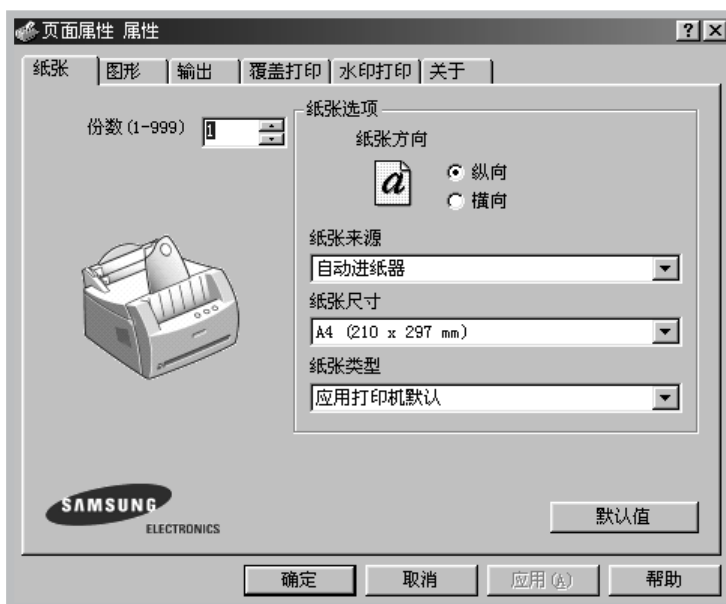 页面属性 属性
纸张 图形 输出 覆盖打印 水印打印 关于
份数(1-999) 1
纸张选项
纸张方向
a
纵向
横向
纸张来源
自动进纸器
纸张尺寸
A4 (210 x 297 mm)
纸张类型
应用打印机默认
SAMSUNG
ELECTRONICS
默认值
确定 取消 应用(A) 帮助